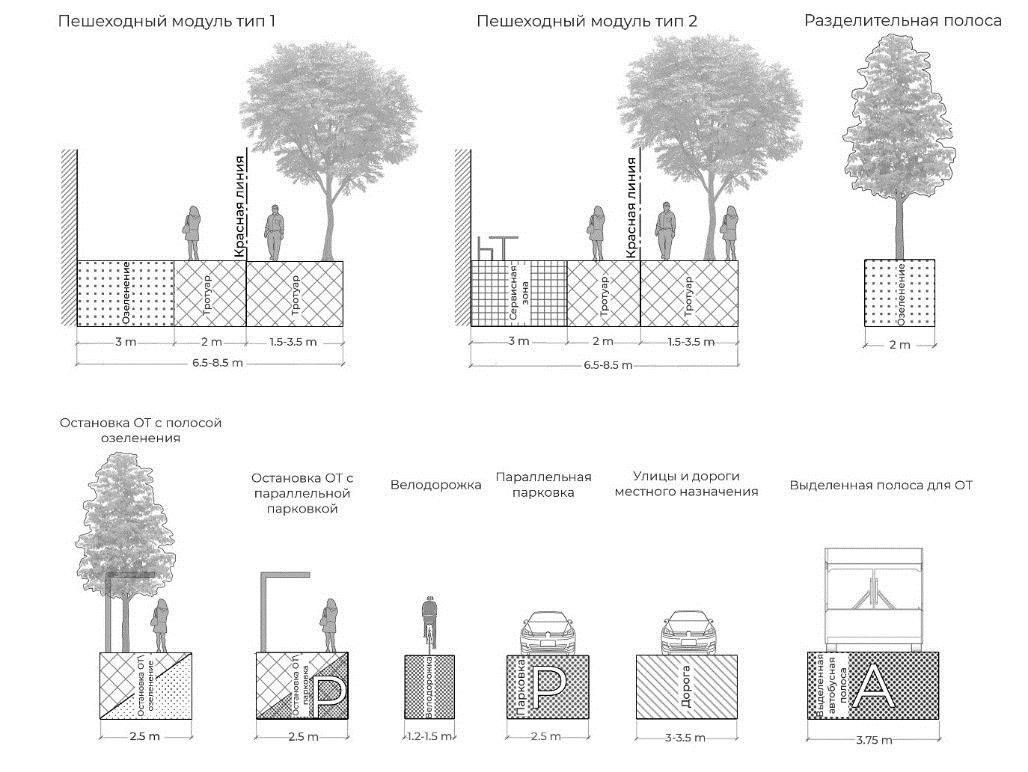 Пешеходный модуль тип 1
Пешеходный модуль тип 2
Разделительная полоса
Красная линия
Озеленение
Тротуар
Тротуар
3 m
2 m
1.5-3.5 m
6.5-8.5 m
Красная линия
Сервисная
зона
Тротуар
Тротуар
3 m
2 m
1.5-3.5 m
6.5-8.5 m
Озеленение
2 m
Остановка ОТ с полосой
озеленения
Остановка ОТ
озеленение
2.5 m
Остановка ОТ с
параллельной
парковкой
Остановка ОТ\
парковка
P
2.5 m
Велодорожка
Велодорожка
1.2-1.5 m
Параллельная
парковка
Парковка
P
2.5 m
Улицы и дороги
местного назначения
Дорога
3-3.5 m
Выделенная полоса для ОТ
Выделенная
автобусная
полоса
А
3.75 m